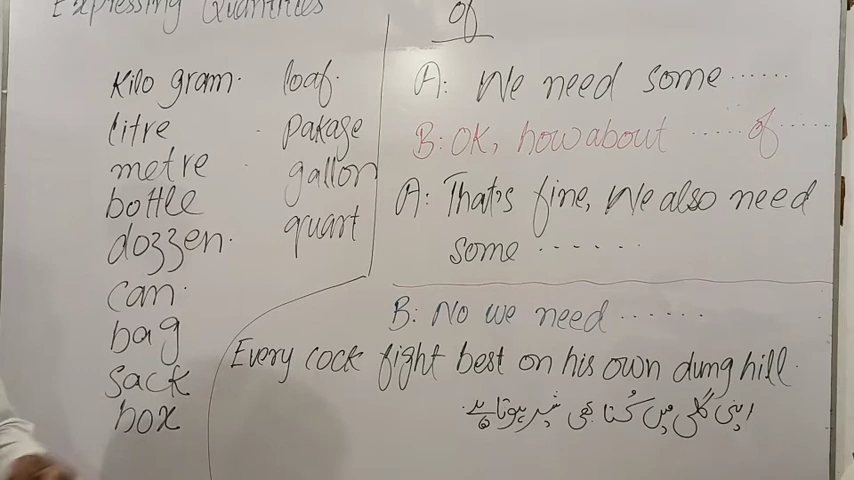 Expressing Quantities
Kilo gram.
litre
metre
bottle
dozzen.
can.
bag
sack
box
loaf.
pakage
gallon
quart
of
A: We need some ......
B: OK, how about ..... of ....
A: That's fine, We also need
some .......
B: No we need .......
Every cock fight best on his own dung hill.
اپنی گلی میں کُتا بھی شیر ہوتا ہے.